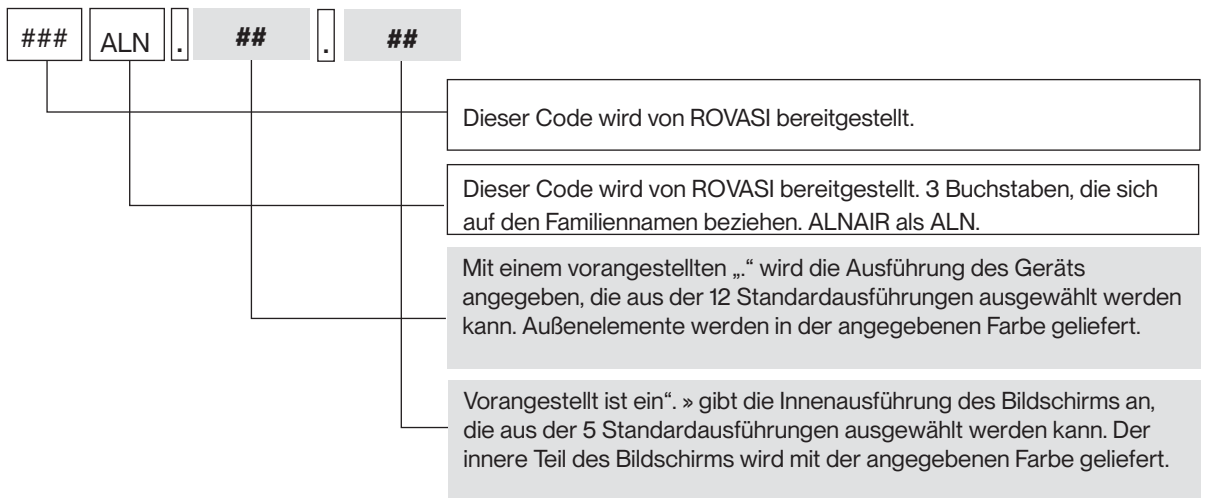 ### ALN . ## . ##
Dieser Code wird von ROVASI bereitgestellt.
Dieser Code wird von ROVASI bereitgestellt. 3 Buchstaben, die sich
auf den Familiennamen beziehen. ALNAIR als ALN.
Mit einem vorangestellten „.“ wird die Ausführung des Geräts
angegeben, die aus der 12 Standardausführungen ausgewählt werden
kann. Außenelemente werden in der angegebenen Farbe geliefert.
Vorangestellt ist ein“. » gibt die Innenausführung des Bildschirms an,
die aus der 5 Standardausführungen ausgewählt werden kann. Der
innere Teil des Bildschirms wird mit der angegebenen Farbe geliefert.